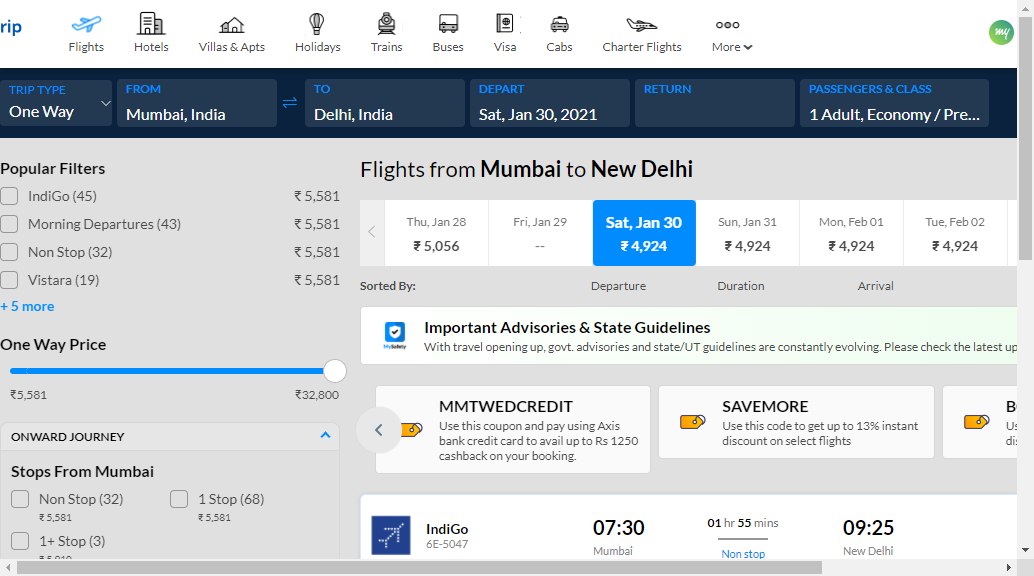 rip
Flights
Hotels
Villas & Apts
Holidays
Trains
Buses
Visa
Cabs
Charter Flights
More
my
TRIP TYPE
One Way
FROM
Mumbai, India
TO
Delhi, India
DEPART
Sat, Jan 30, 2021
RETURN
PASSENGERS & CLASS
1 Adult, Economy / Pre...
Popular Filters
IndiGo (45) ₹ 5,581
Morning Departures (43) ₹ 5,581
Non Stop (32) ₹ 5,581
Vistara (19) ₹ 5,581
+ 5 more
One Way Price
₹5,581 ₹32,800
ONWARD JOURNEY
Stops From Mumbai
Non Stop (32) 1 Stop (68)
₹ 5,581 ₹ 5,581
1+ Stop (3)
Flights from Mumbai to New Delhi
Thu, Jan 28
₹ 5,056
Fri, Jan 29
--
Sat, Jan 30
₹ 4,924
Sun, Jan 31
₹ 4,924
Mon, Feb 01
₹ 4,924
Tue, Feb 02
₹ 4,924
Sorted By: Departure Duration Arrival
MySafety
Important Advisories & State Guidelines
With travel opening up, govt. advisories and state/UT guidelines are constantly evolving. Please check the latest up
MMTWEDCREDIT
Use this coupon and pay using Axis
bank credit card to avail up to Rs 1250
cashback on your booking.
SAVEMORE
Use this code to get up to 13% instant
discount on select flights
IndiGo
6E-5047
07:30
Mumbai
01 hr 55 mins
Non stop
09:25
New Delhi